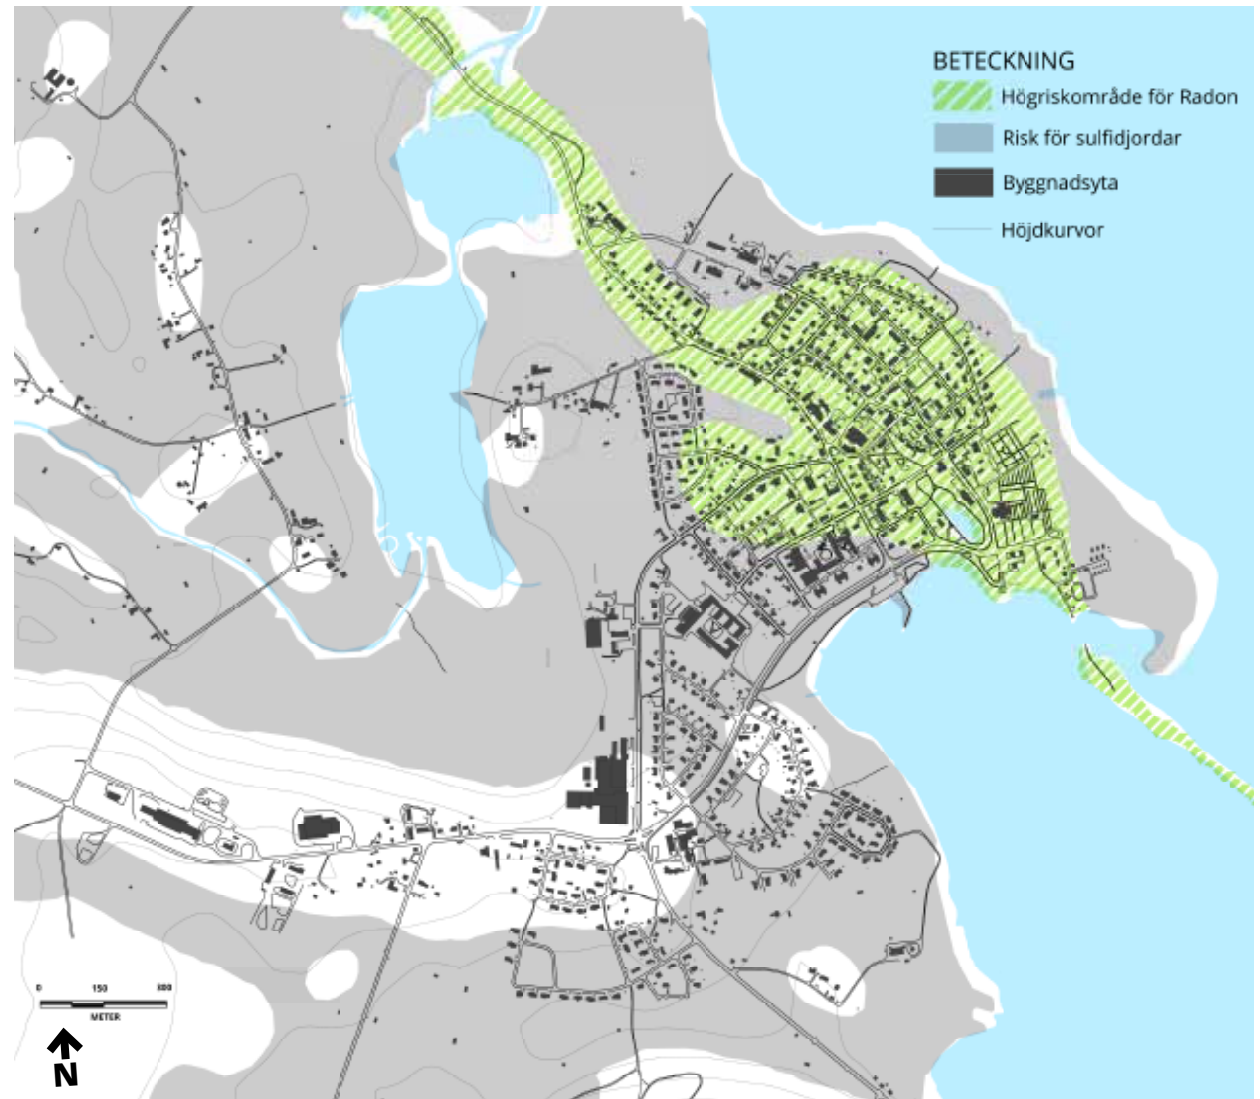 BETECKNING
Högriskområde för Radon
Risk för sulfidjordar
Byggnadsyta
Höjdkurvor
0 150 300
METER
N